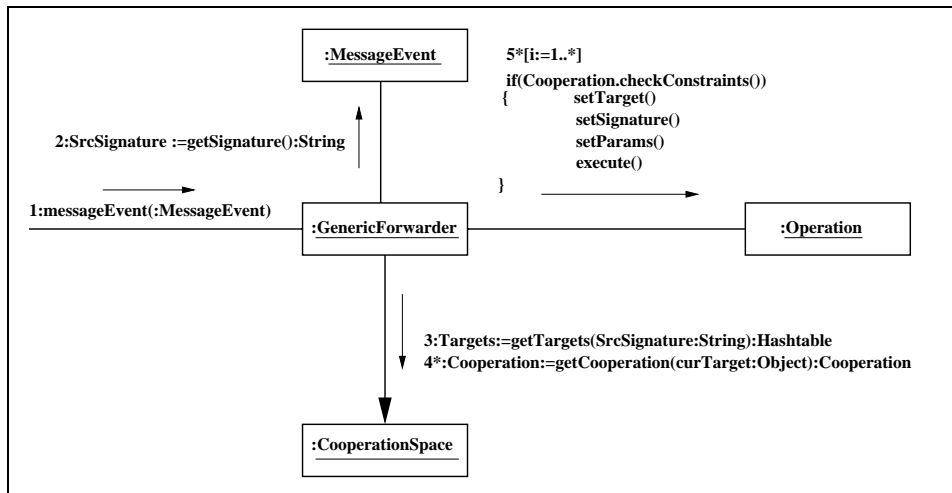 :MessageEvent
5*[i:=1..*]
if(Cooperation.checkConstraints())
{ setTarget()
setSignature()
setParams()
execute()
}
2:SrcSignature :=getSignature():String
1:messageEvent(:MessageEvent)
:GenericForwarder
:Operation
3:Targets:=getTargets(SrcSignature:String):Hashtable
4*:Cooperation:=getCooperation(curTarget:Object):Cooperation
:CooperationSpace